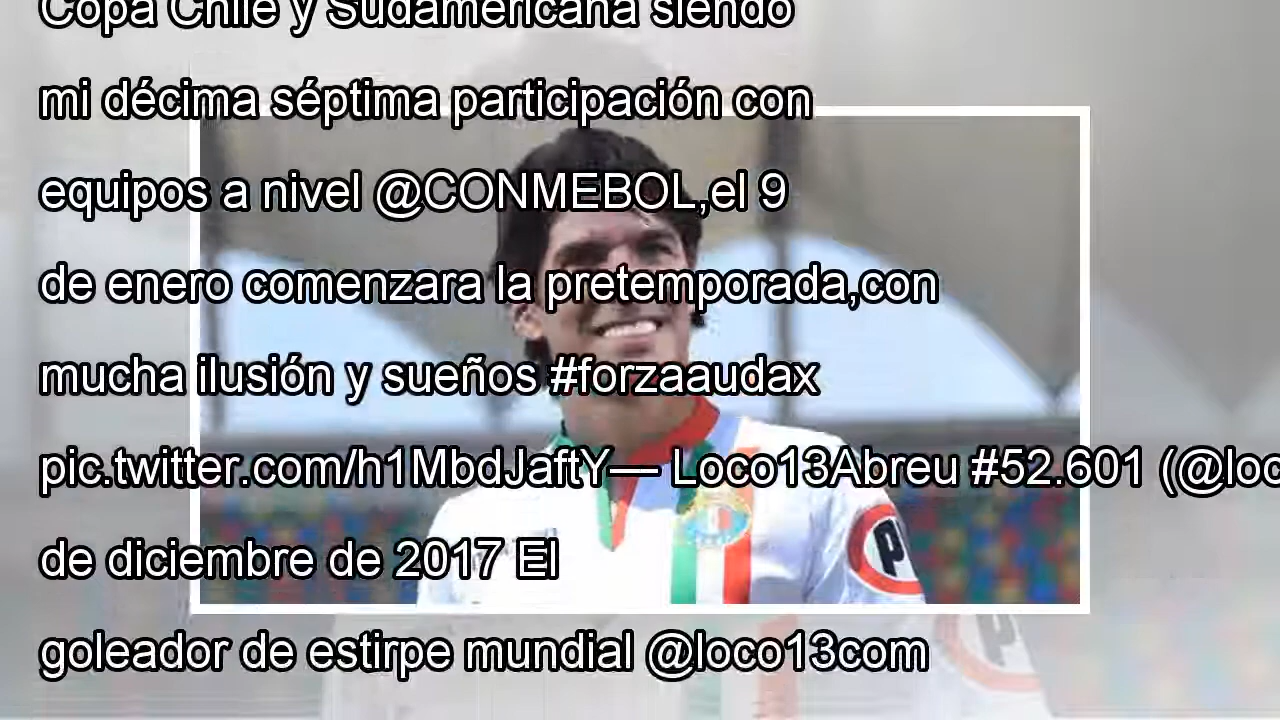 Copa Chile y Sudamericana siendo
mi décima séptima participación con
equipos a nivel @CONMEBOL,el 9
de enero comenzara la pretemporada,con
mucha ilusión y sueños #forzaaudax
pic.twitter.com/h1MbdJaftY— Loco13Abreu #52.601 (@loc
de diciembre de 2017 El
goleador de estirpe mundial @loco13com